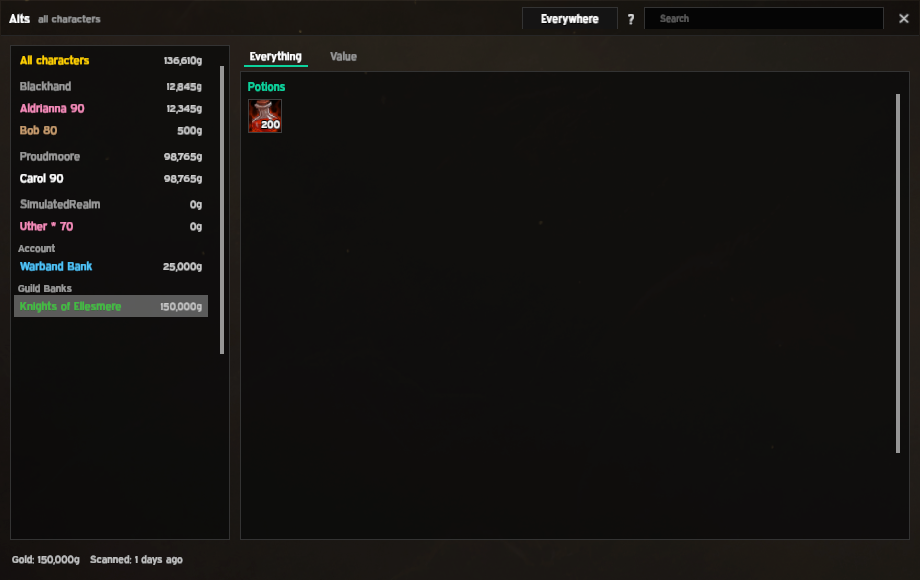 Alts all characters Everywhere ? Search
Everything Value
All characters 136,610g
Blackhand 12,845g
Aldrianna 90 12,345g
Bob 80 500g
Proudmoore 98,765g
Carol 90 98,765g
SimulatedRealm 0g
Uther * 70 0g
Account
Warband Bank 25,000g
Guild Banks
Knights of Ellesmere 150,000g
Potions
200
Gold: 150,000g Scanned: 1 days ago